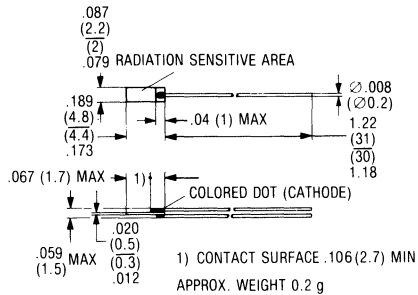 .087
(2.2)
(2)
.079
RADIATION SENSITIVE AREA
∅.008
(∅0.2)
.189
(4.8)
(4.4)
.173
.04 (1) MAX
1.22
(31)
(30)
1.18
.067 (1.7) MAX
1)
COLORED DOT (CATHODE)
.059
(1.5) MAX
.020
(0.5)
(0.3)
.012
1) CONTACT SURFACE .106 (2.7) MIN
APPROX. WEIGHT 0.2 g